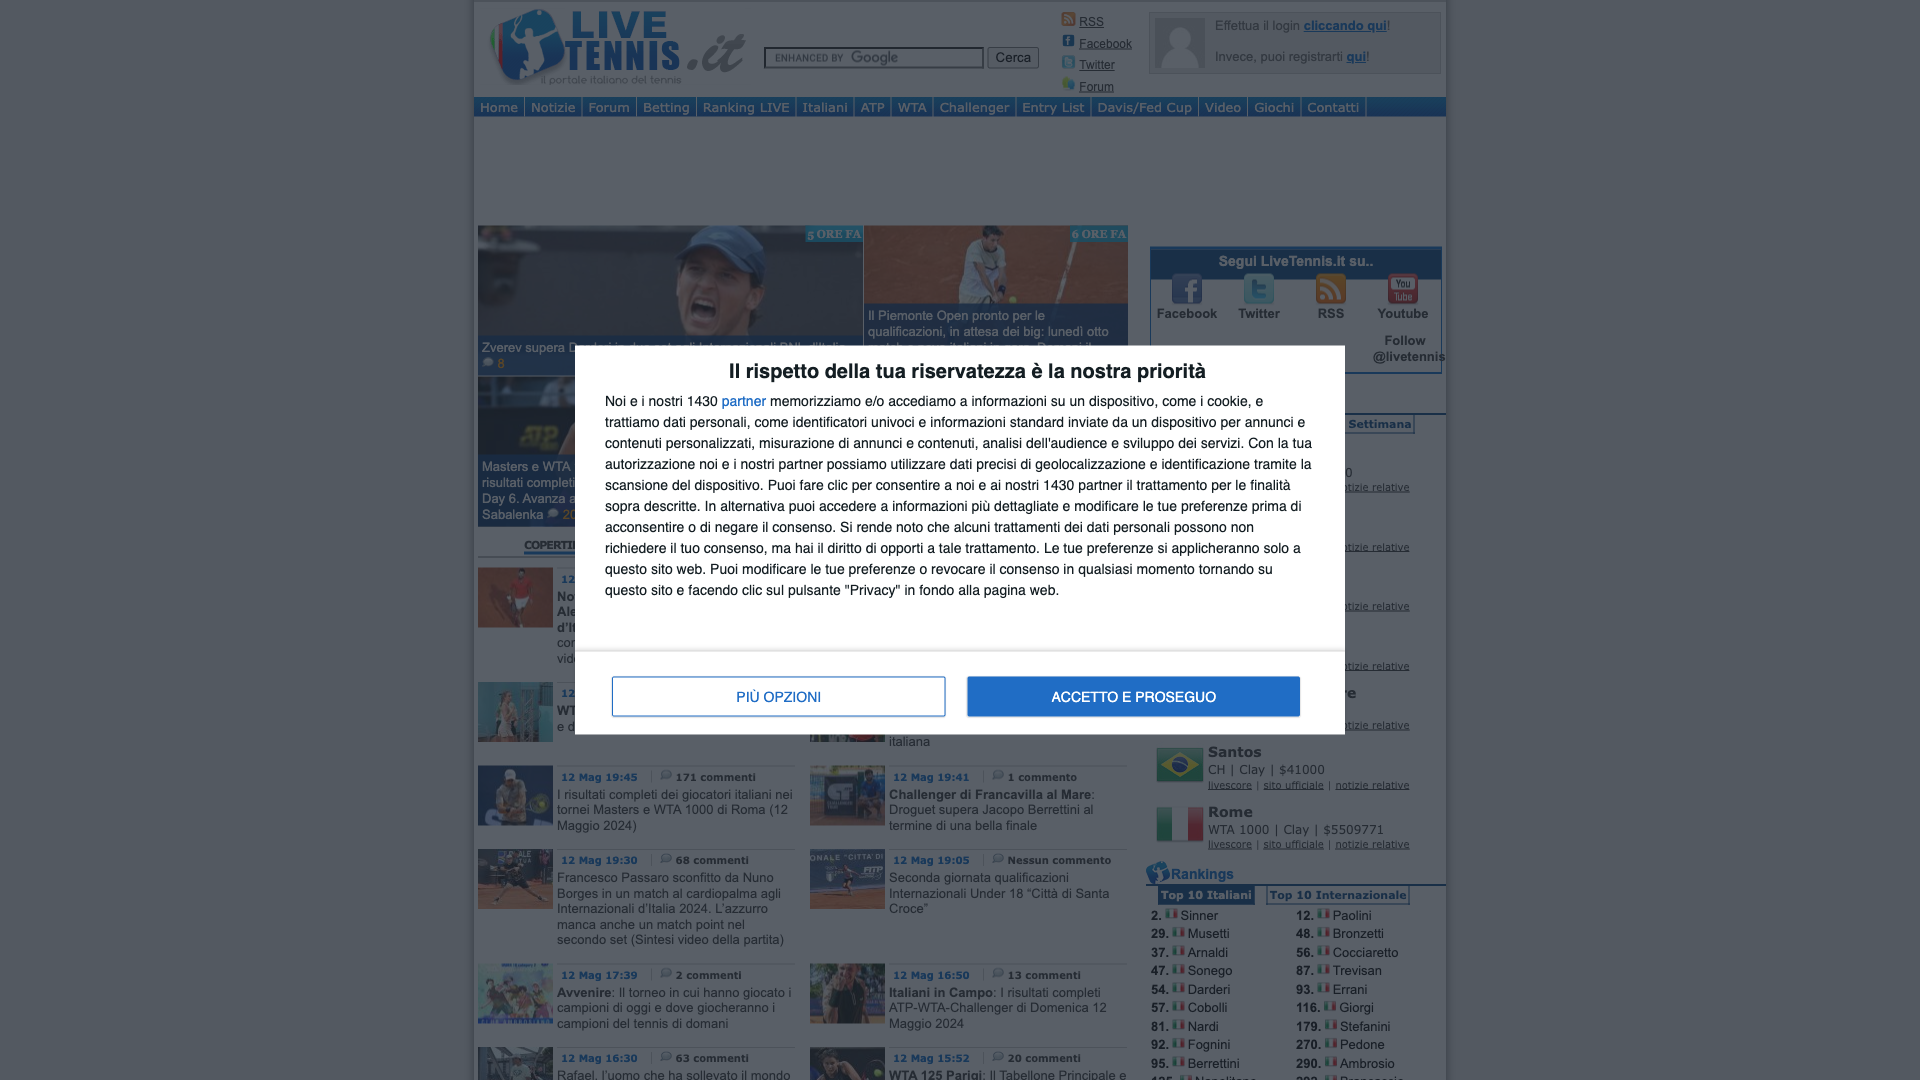 LIVE
TENNIS.it
il portale italiano del tennis
ENHANCED BY Google
Cerca
RSS
Facebook
Twitter
Forum
Effettua il login cliccando qui!
Invece, puoi registrarti qui!
Home Notizie Forum Betting Ranking LIVE Italiani ATP WTA Challenger Entry List Davis/Fed Cup Video Giochi Contatti
5 ORE FA
6 ORE FA
Il Piemonte Open pronto per le
qualificazioni, in attesa dei big: lunedì otto
Zverev supera
8
Masters e WTA
risultati completi
Day 6. Avanza a
Sabalenka
Segui LiveTennis.it su..
Facebook Twitter RSS Youtube
Follow
@livetennis
Settimana
Il rispetto della tua riservatezza è la nostra priorità
Noi e i nostri 1430 partner memorizziamo e/o accediamo a informazioni su un dispositivo, come i cookie, e
trattiamo dati personali, come identificatori univoci e informazioni standard inviate da un dispositivo per annunci e
contenuti personalizzati, misurazione di annunci e contenuti, analisi dell'audience e sviluppo dei servizi. Con la tua
autorizzazione noi e i nostri partner possiamo utilizzare dati precisi di geolocalizzazione e identificazione tramite la
scansione del dispositivo. Puoi fare clic per consentire a noi e ai nostri 1430 partner il trattamento per le finalità
sopra descritte. In alternativa puoi accedere a informazioni più dettagliate e modificare le tue preferenze prima di
acconsentire o di negare il consenso. Si rende noto che alcuni trattamenti dei dati personali possono non
richiedere il tuo consenso, ma hai il diritto di opporti a tale trattamento. Le tue preferenze si applicheranno solo a
questo sito web. Puoi modificare le tue preferenze o revocare il consenso in qualsiasi momento tornando su
questo sito e facendo clic sul pulsante "Privacy" in fondo alla pagina web.
PIÙ OPZIONI
ACCETTO E PROSEGUO
italiana
12 Mag 19:45 171 commenti
I risultati completi dei giocatori italiani nei
tornei Masters e WTA 1000 di Roma (12
Maggio 2024)
12 Mag 19:41 1 commento
Challenger di Francavilla al Mare:
Droguet supera Jacopo Berrettini al
termine di una bella finale
12 Mag 19:30 68 commenti
Francesco Passaro sconfitto da Nuno
Borges in un match al cardiopalma agli
Internazionali d'Italia 2024. L'azzurro
manca anche un match point nel
secondo set (Sintesi video della partita)
12 Mag 19:05 Nessun commento
Seconda giornata qualificazioni
Internazionali Under 18 “Città di Santa
Croce”
12 Mag 17:39 2 commenti
Avvenire: Il torneo in cui hanno giocato i
campioni di oggi e dove giocheranno i
campioni del tennis di domani
12 Mag 16:50 13 commenti
Italiani in Campo: I risultati completi
ATP-WTA-Challenger di Domenica 12
Maggio 2024
12 Mag 16:30 63 commenti
Rafael, l'uomo che ha sollevato il mondo
12 Mag 15:52 20 commenti
WTA 125 Parigi: Il Tabellone Principale e
Santos
CH | Clay | $41000
livescore | sito ufficiale | notizie relative
Rome
WTA 1000 | Clay | $5509771
livescore | sito ufficiale | notizie relative
Rankings
Top 10 Italiani Top 10 Internazionale
2. Sinner 12. Paolini
29. Musetti 48. Bronzetti
37. Arnaldi 56. Cocciaretto
47. Sonego 87. Trevisan
54. Darderi 93. Errani
57. Cobolli 116. Giorgi
81. Nardi 179. Stefanini
92. Fognini 270. Pedone
95. Berrettini 290. Ambrosio